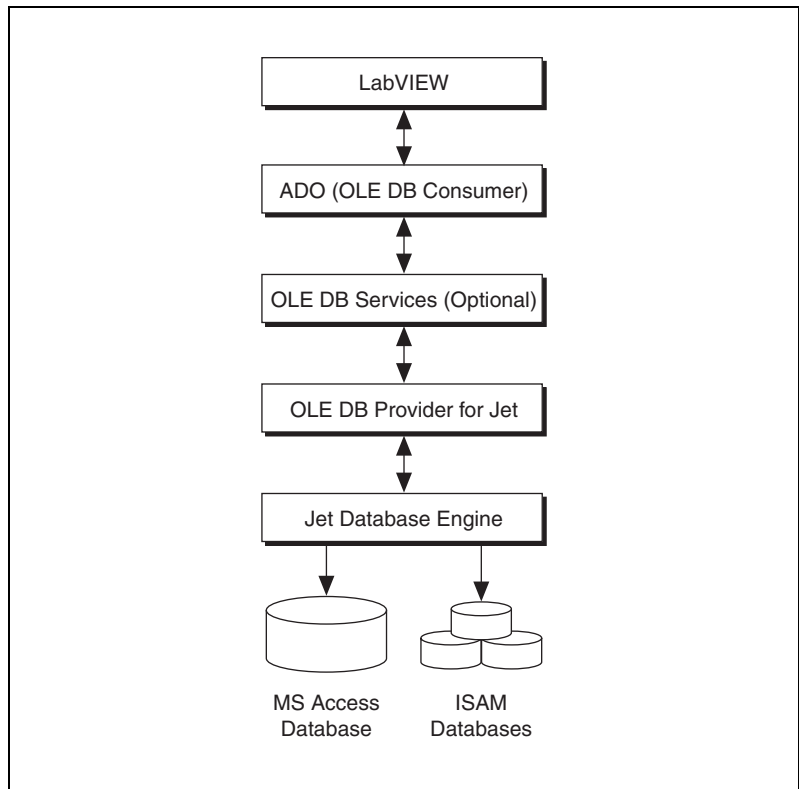 LabVIEW
ADO (OLE DB Consumer)
OLE DB Services (Optional)
OLE DB Provider for Jet
Jet Database Engine
MS Access
Database
ISAM
Databases